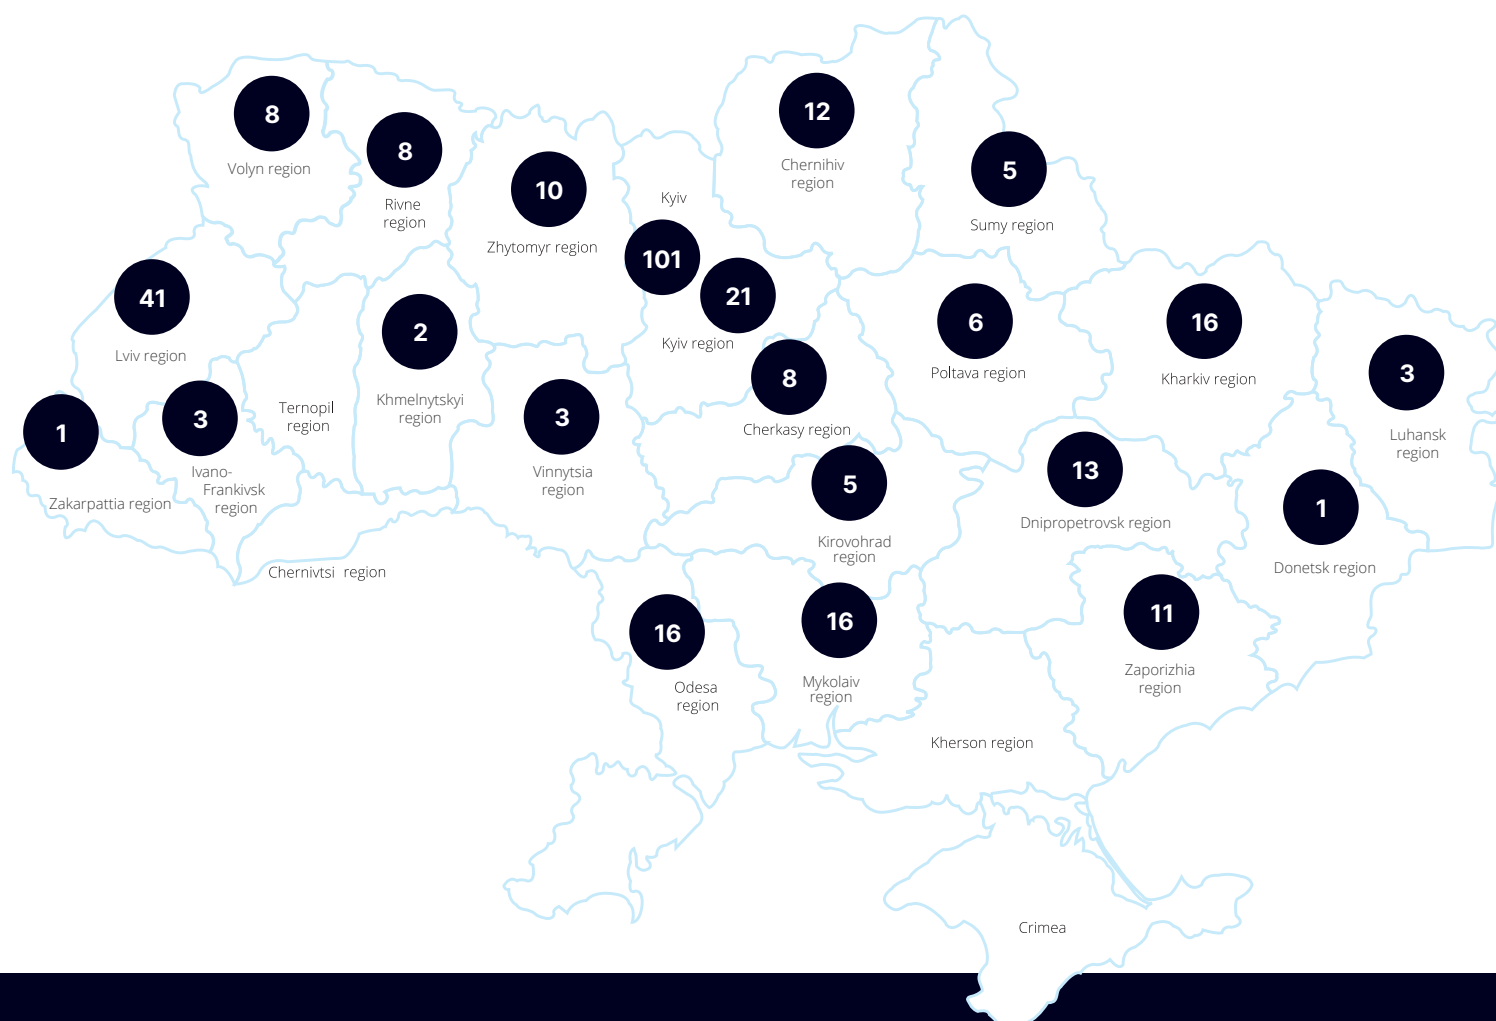 8
Volyn region
8
Rivne
region
10
Zhytomyr region
Kyiv
101
21
Kyiv region
12
Chernihiv
region
5
Sumy region
41
Lviv region
2
Khmelnytskyi
region
6
Poltava region
16
Kharkiv region
3
Luhansk
region
1
Zakarpattia region
3
Ivano-
Frankivsk
region
Ternopil
region
3
Vinnytsia
region
8
Cherkasy region
5
Kirovohrad
region
13
Dnipropetrovsk region
1
Donetsk region
Chernivtsi region
16
Odesa
region
16
Mykolaiv
region
11
Zaporizhia
region
Kherson region
Crimea